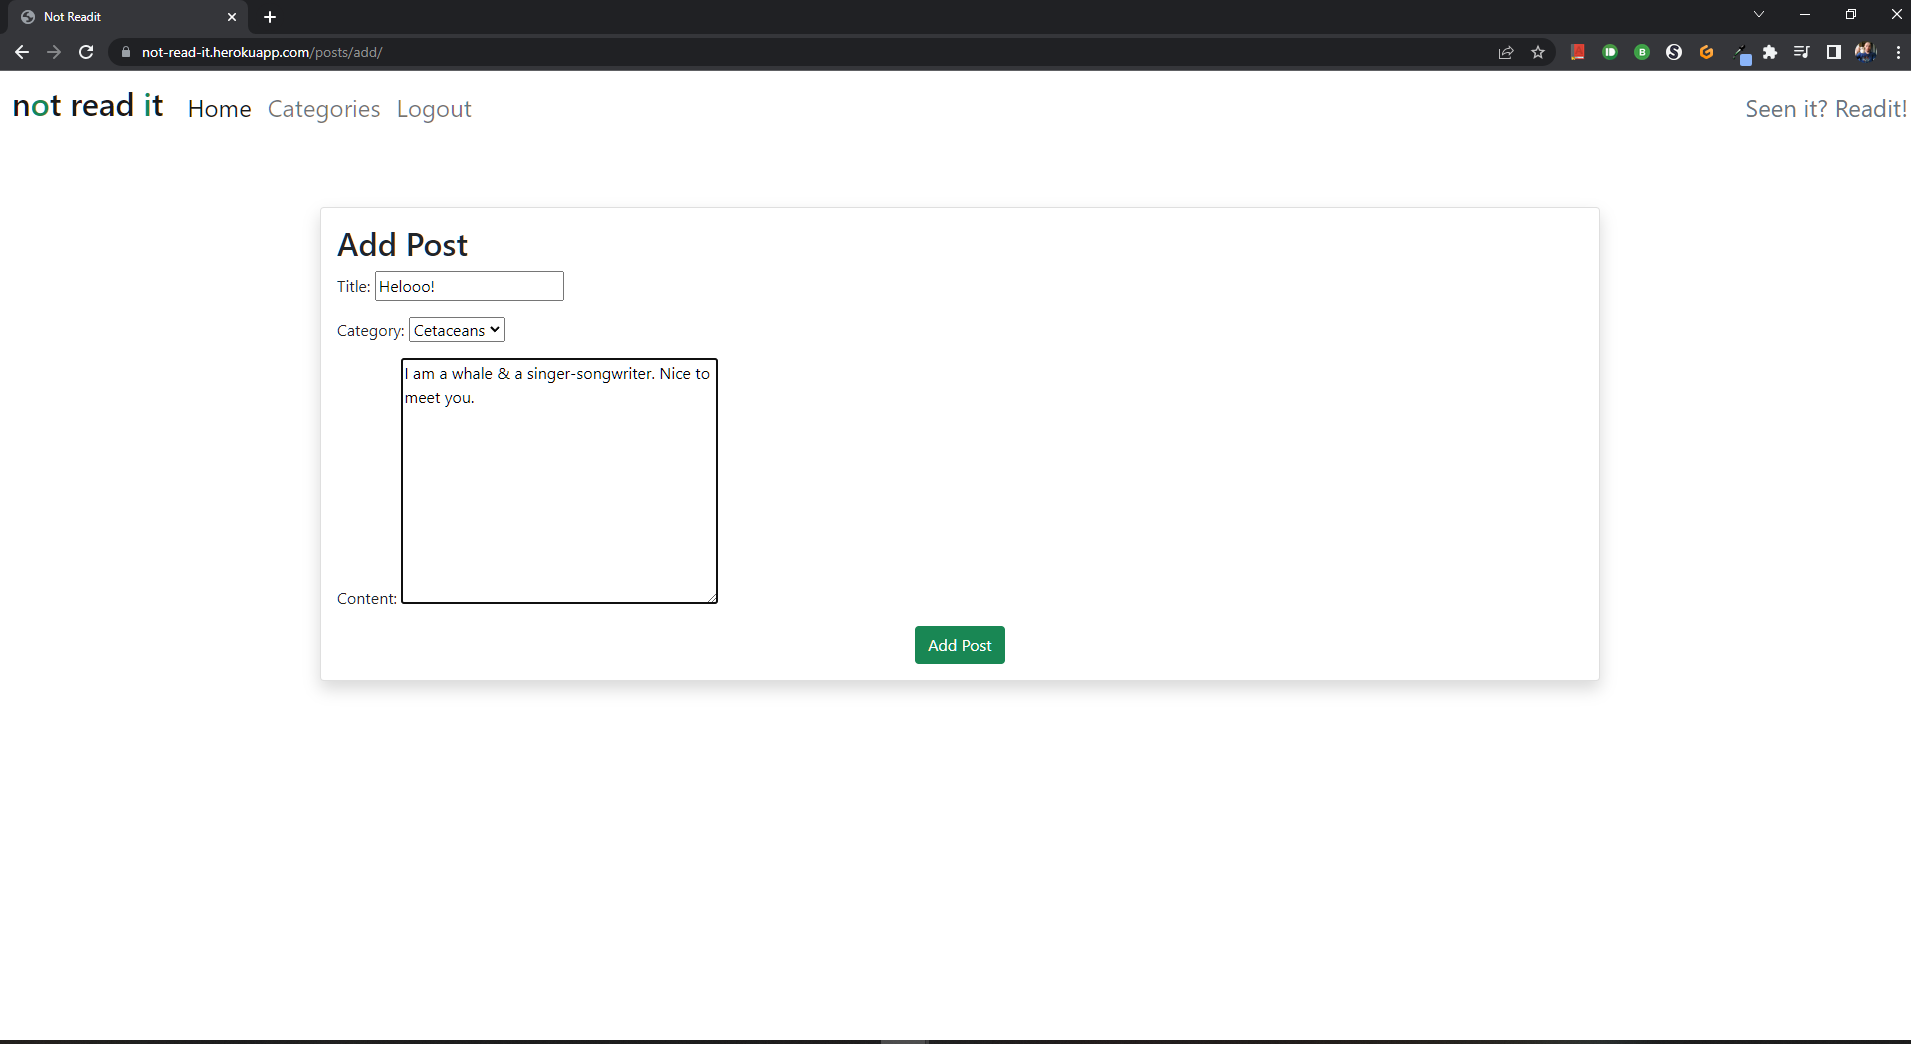 Not Readit
not-read-it.herokuapp.com/posts/add/
not read it Home Categories Logout Seen it? Readit!
Add Post
Title: Helooo!
Category: Cetaceans
I am a whale & a singer-songwriter. Nice to
meet you.
Content:
Add Post